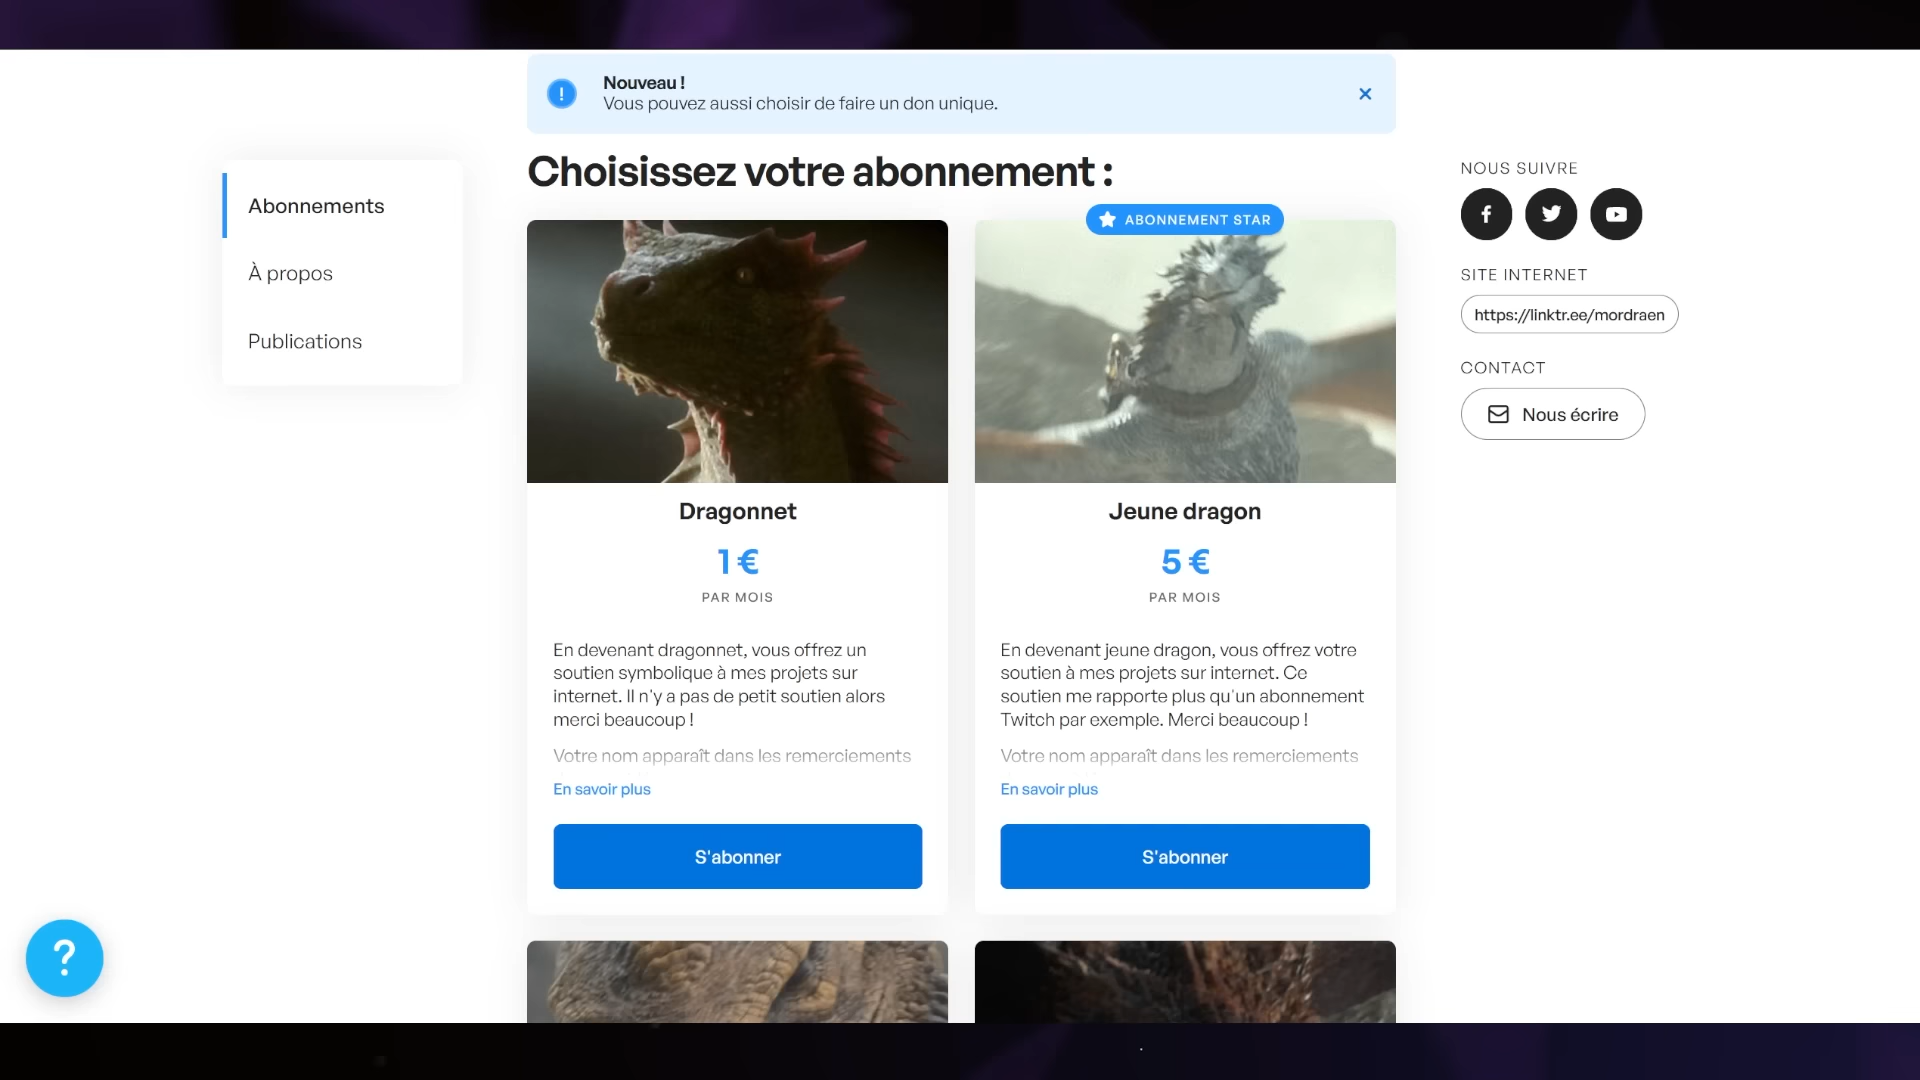 Nouveau !
Vous pouvez aussi choisir de faire un don unique.
Abonnements
À propos
Publications
Choisissez votre abonnement :
ABONNEMENT STAR
Dragonnet
1 €
PAR MOIS
En devenant dragonnet, vous offrez un
soutien symbolique à mes projets sur
internet. Il n'y a pas de petit soutien alors
merci beaucoup !
Votre nom apparaît dans les remerciements
En savoir plus
S'abonner
Jeune dragon
5 €
PAR MOIS
En devenant jeune dragon, vous offrez votre
soutien à mes projets sur internet. Ce
soutien me rapporte plus qu'un abonnement
Twitch par exemple. Merci beaucoup !
Votre nom apparaît dans les remerciements
En savoir plus
S'abonner
NOUS SUIVRE
SITE INTERNET
https://linktr.ee/mordraen
CONTACT
Nous écrire